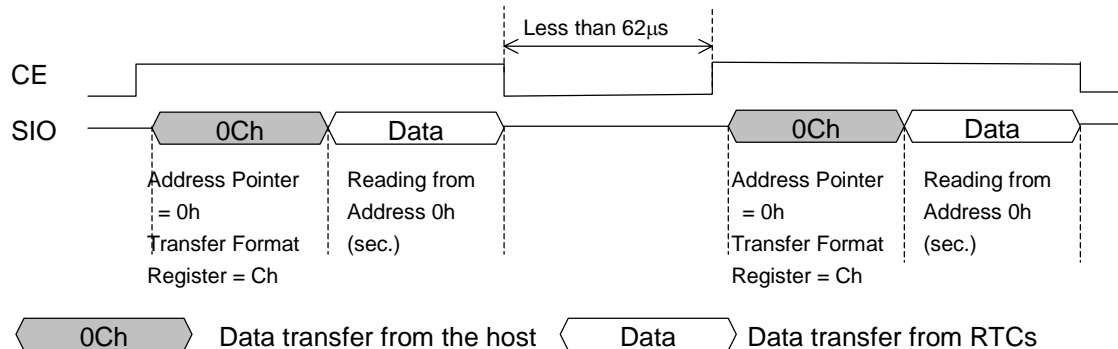 Less than 62μs
CE
SIO
0Ch
Data
0Ch
Data
Address Pointer
= 0h
Transfer Format
Register = Ch
Reading from
Address 0h
(sec.)
Address Pointer
= 0h
Transfer Format
Register = Ch
Reading from
Address 0h
(sec.)
0Ch Data transfer from the host Data Data transfer from RTCs